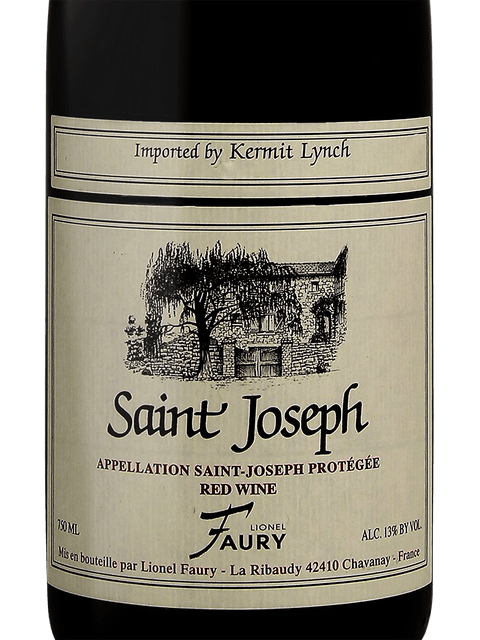 Imported by Kermit Lynch
Saint Joseph
APPELLATION SAINT-JOSEPH PROTÉGÉE
RED WINE
LIONEL
FAURY
750 ML
ALC. 13% BY VOL.
Mis en bouteille par Lionel Faury - La Ribaudy 42410 Chavanay - France